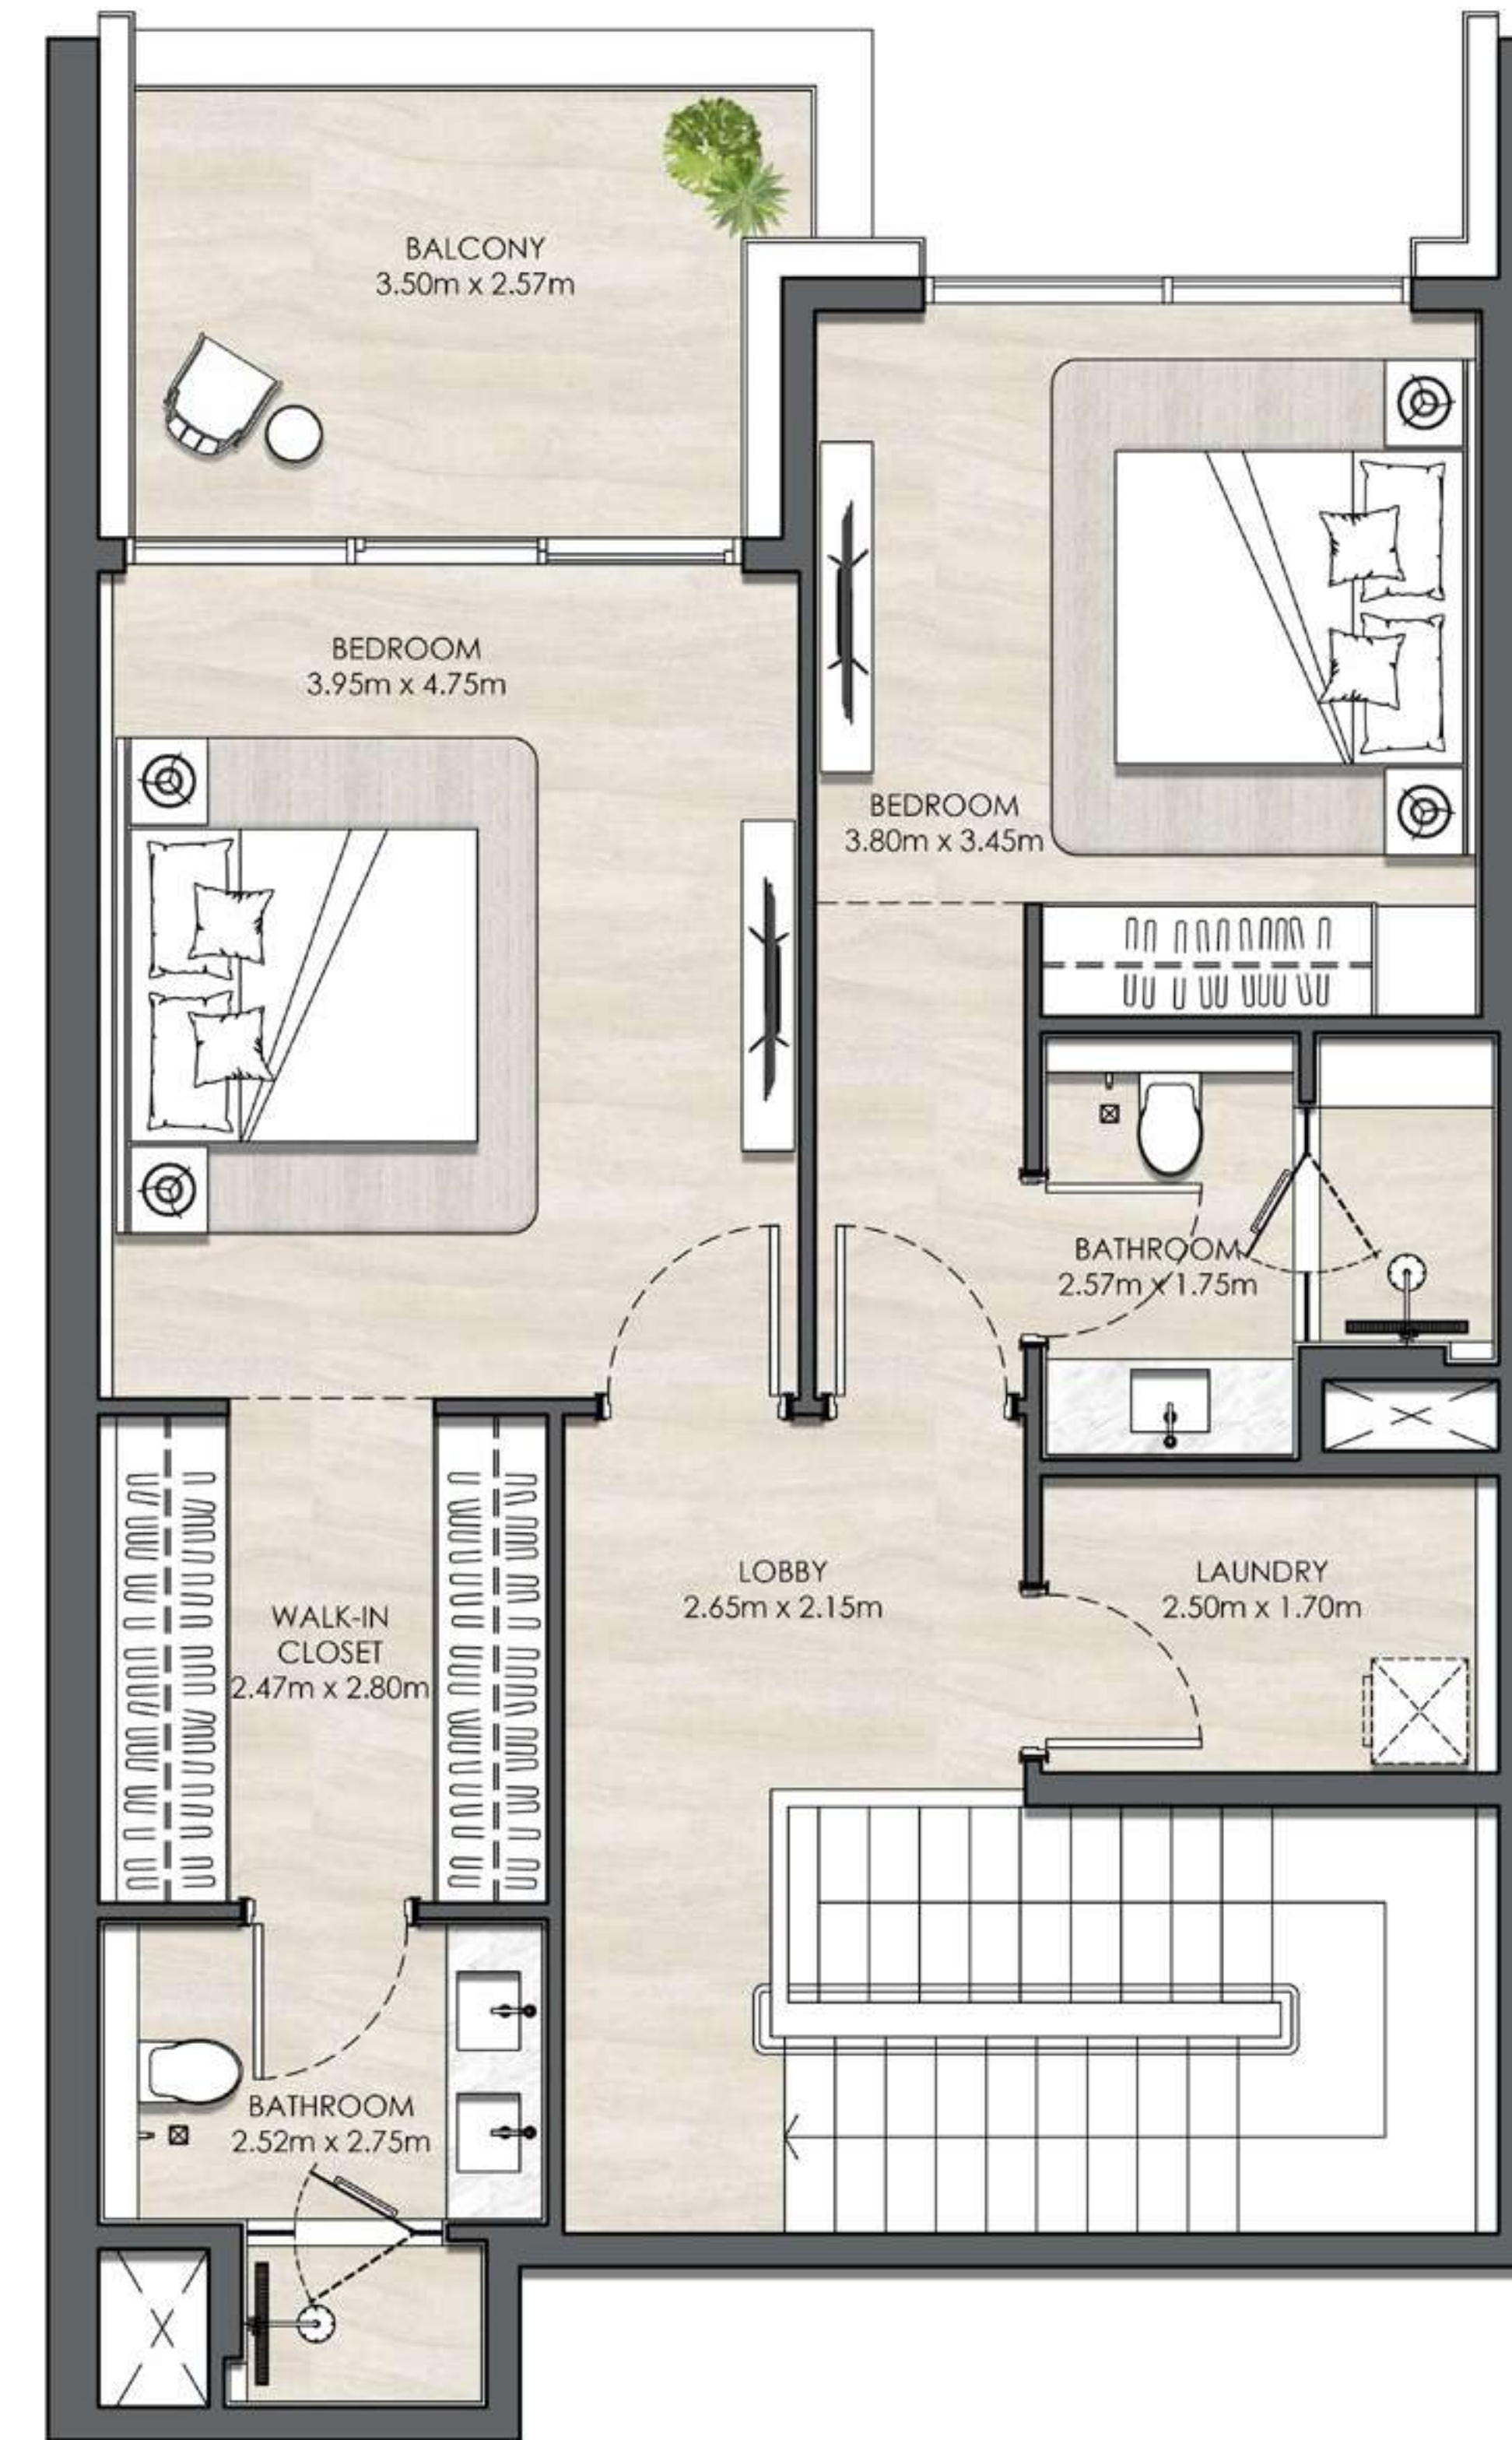 BALCONY
3.50m x 2.57m
BEDROOM
3.95m x 4.75m
BEDROOM
3.80m x 3.45m
BATHROOM
2.57m x 1.75m
LOBBY
2.65m x 2.15m
LAUNDRY
2.50m x 1.70m
WALK-IN
CLOSET
2.47m x 2.80m
BATHROOM
2.52m x 2.75m